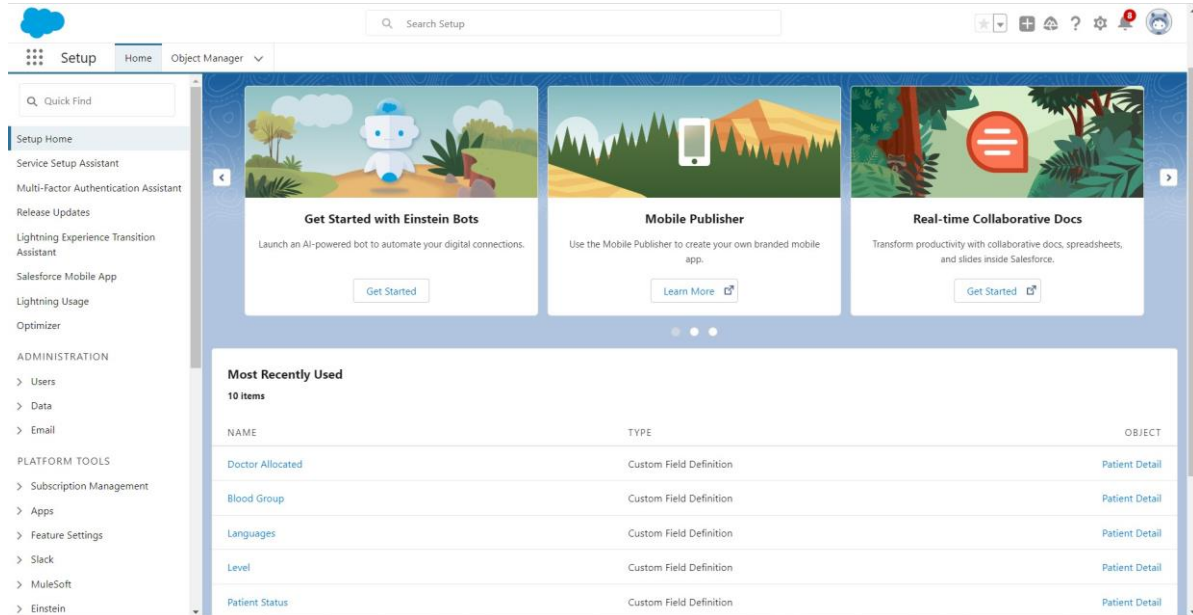 Search Setup
8
Setup
Home
Object Manager
Quick Find
Setup Home
Service Setup Assistant
Multi-Factor Authentication Assistant
Release Updates
Lightning Experience Transition
Assistant
Salesforce Mobile App
Lightning Usage
Optimizer
ADMINISTRATION
Users
Data
Email
PLATFORM TOOLS
Subscription Management
Apps
Feature Settings
Slack
MuleSoft
Einstein
Get Started with Einstein Bots
Launch an AI-powered bot to automate your digital connections.
Get Started
Mobile Publisher
Use the Mobile Publisher to create your own branded mobile
app.
Learn More
Real-time Collaborative Docs
Transform productivity with collaborative docs, spreadsheets,
and slides inside Salesforce.
Get Started
Most Recently Used
10 items
NAME TYPE OBJECT
Doctor Allocated Custom Field Definition Patient Detail
Blood Group Custom Field Definition Patient Detail
Languages Custom Field Definition Patient Detail
Level Custom Field Definition Patient Detail
Patient Status Custom Field Definition Patient Detail